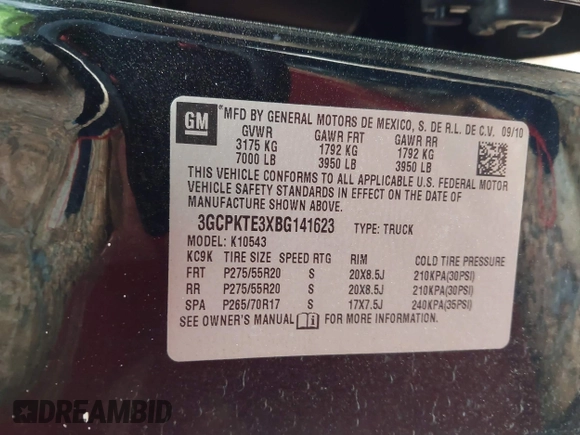 GM
*MFD BY GENERAL MOTORS DE MEXICO, S. DE R.L. DE C.V. 09/10
GVWR GAWR FRT GAWR RR
3175 KG 1792 KG 1792 KG
7000 LB 3950 LB 3950 LB
THIS VEHICLE CONFORMS TO ALL APPLICABLE U.S. FEDERAL MOTOR
VEHICLE SAFETY STANDARDS IN EFFECT ON THE DATE OF
MANUFACTURE SHOWN ABOVE.
3GCPKTE3XBG141623 TYPE: TRUCK
MODEL: K10543
KC9K TIRE SIZE SPEED RTG RIM COLD TIRE PRESSURE
FRT P275/55R20 S 20X8.5J 210KPA(30PSI)
RR P275/55R20 S 20X8.5J 210KPA(30PSI)
SPA P265/70R17 S 17X7.5J 240KPA(35PSI)
SEE OWNER'S MANUAL FOR MORE INFORMATION.
DREAMBID